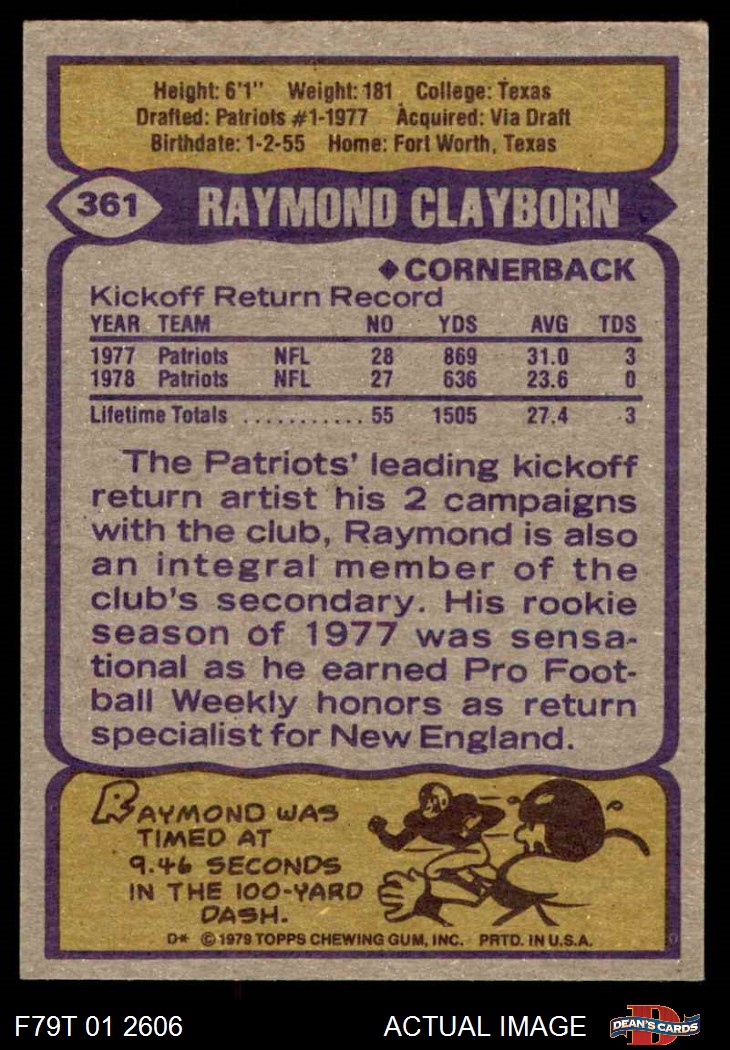 Height: 6'1" Weight: 181 College: Texas
Drafted: Patriots #1-1977 Acquired: Via Draft
Birthdate: 1-2-55 Home: Fort Worth, Texas
361 RAYMOND CLAYBORN
◆CORNERBACK
Kickoff Return Record
YEAR TEAM NO YDS AVG TDS
1977 Patriots NFL 28 869 31.0 3
1978 Patriots NFL 27 636 23.6 0
Lifetime Totals ............ 55 1505 27.4 3
The Patriots' leading kickoff
return artist his 2 campaigns
with the club, Raymond is also
an integral member of the
club's secondary. His rookie
season of 1977 was sensa-
tional as he earned Pro Foot-
ball Weekly honors as return
specialist for New England.
RAYMOND WAS
TIMED AT
9.46 SECONDS
IN THE 100-YARD
DASH.
D* © 1979 TOPPS CHEWING GUM, INC. PRTD. IN U.S.A.
F79T 01 2606 ACTUAL IMAGE DEAN'S CARDS